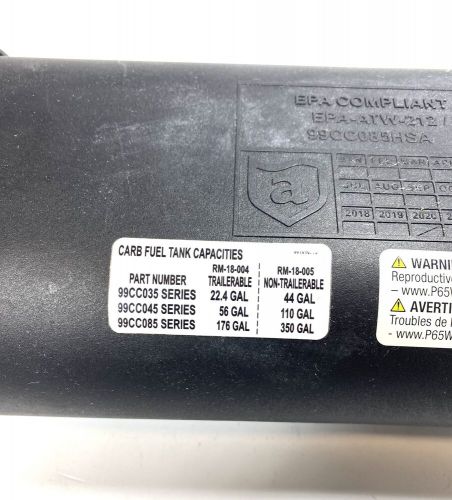 EPA COMPLIANT
EPA-ATW-212 /
99CC085HSA
a
2018 2019 2020
CARB FUEL TANK CAPACITIES
RM-18-004 RM-18-005
PART NUMBER TRAILERABLE NON-TRAILERABLE
99CC035 SERIES 22.4 GAL 44 GAL
99CC045 SERIES 56 GAL 110 GAL
99CC085 SERIES 176 GAL 350 GAL
WARNI
Reproductive
– www.P65W
AVERTI
Troubles de l
- www.P65W